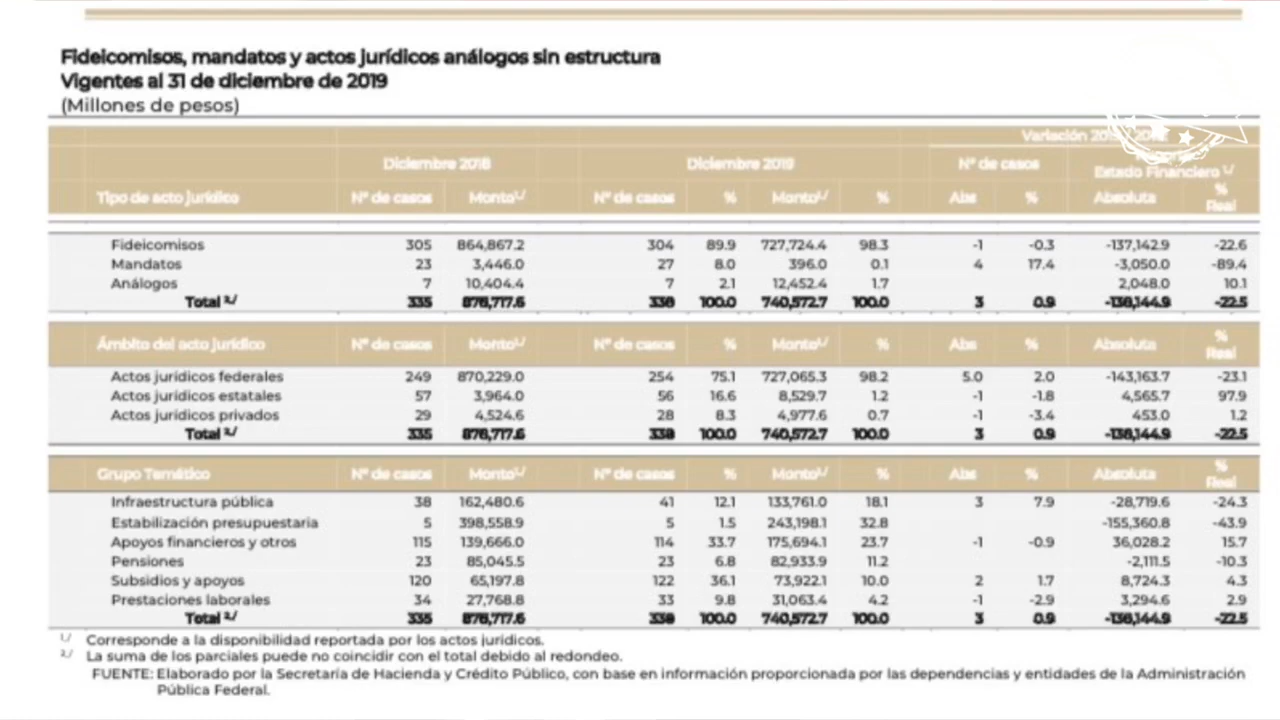 Fideicomisos, mandatos y actos jurídicos análogos sin estructura
Vigentes al 31 de diciembre de 2019
(Millones de pesos)
Variación
Diciembre 2018 Diciembre 2019 Nº de casos
Estado Financiero 1./
Tipo de acto jurídico Nº de casos Monto1./ Nº de casos % Monto1./ % Abs % Absoluta % Real
Fideicomisos 305 864,867.2 304 89.9 727,724.4 98.3 -1 -0.3 -137,142.9 -22.6
Mandatos 23 3,446.0 27 8.0 396.0 0.1 4 17.4 -3,050.0 -89.4
Análogos 7 10,404.4 7 2.1 12,452.4 1.7 2,048.0 10.1
Total 2./ 335 878,717.6 338 100.0 740,572.7 100.0 3 0.9 -138,144.9 -22.5
Ámbito del acto jurídico Nº de casos Monto1./ Nº de casos % Monto1./ % Abs % Absoluta % Real
Actos jurídicos federales 249 870,229.0 254 75.1 727,065.3 98.2 5.0 2.0 -143,163.7 -23.1
Actos jurídicos estatales 57 3,964.0 56 16.6 8,529.7 1.2 -1 -1.8 4,565.7 97.9
Actos jurídicos privados 29 4,524.6 28 8.3 4,977.6 0.7 -1 -3.4 453.0 1.2
Total 2./ 335 878,717.6 338 100.0 740,572.7 100.0 3 0.9 -138,144.9 -22.5
Grupo Temático Nº de casos Monto1./ Nº de casos % Monto1./ % Abs % Absoluta % Real
Infraestructura pública 38 162,480.6 41 12.1 133,761.0 18.1 3 7.9 -28,719.6 -24.3
Estabilización presupuestaria 5 398,558.9 5 1.5 243,198.1 32.8 -155,360.8 -43.9
Apoyos financieros y otros 115 139,666.0 114 33.7 175,694.1 23.7 -1 -0.9 36,028.2 15.7
Pensiones 23 85,045.5 23 6.8 82,933.9 11.2 -2,111.5 -10.3
Subsidios y apoyos 120 65,197.8 122 36.1 73,922.1 10.0 2 1.7 8,724.3 4.3
Prestaciones laborales 34 27,768.8 33 9.8 31,063.4 4.2 -1 -2.9 3,294.6 2.9
Total 2./ 335 878,717.6 338 100.0 740,572.7 100.0 3 0.9 -138,144.9 -22.5
1./ Corresponde a la disponibilidad reportada por los actos jurídicos.
2./ La suma de los parciales puede no coincidir con el total debido al redondeo.
FUENTE: Elaborado por la Secretaría de Hacienda y Crédito Público, con base en información proporcionada por las dependencias y entidades de la Administración
Pública Federal.